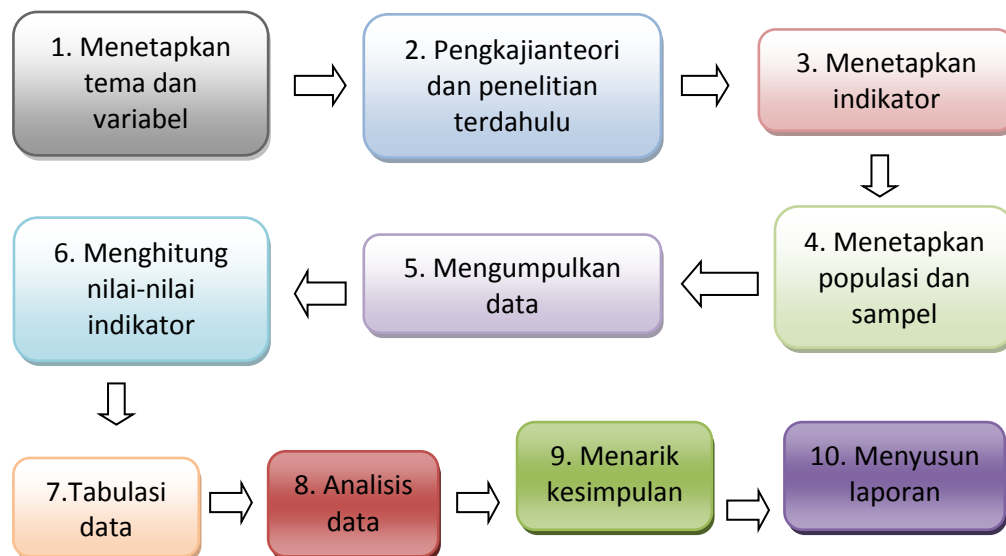 1. Menetapkan
tema dan
variabel
2. Pengkajianteori
dan penelitian
terdahulu
3. Menetapkan
indikator
4. Menetapkan
populasi dan
sampel
5. Mengumpulkan
data
6. Menghitung
nilai-nilai
indikator
7.Tabulasi
data
8. Analisis
data
9. Menarik
kesimpulan
10. Menyusun
laporan